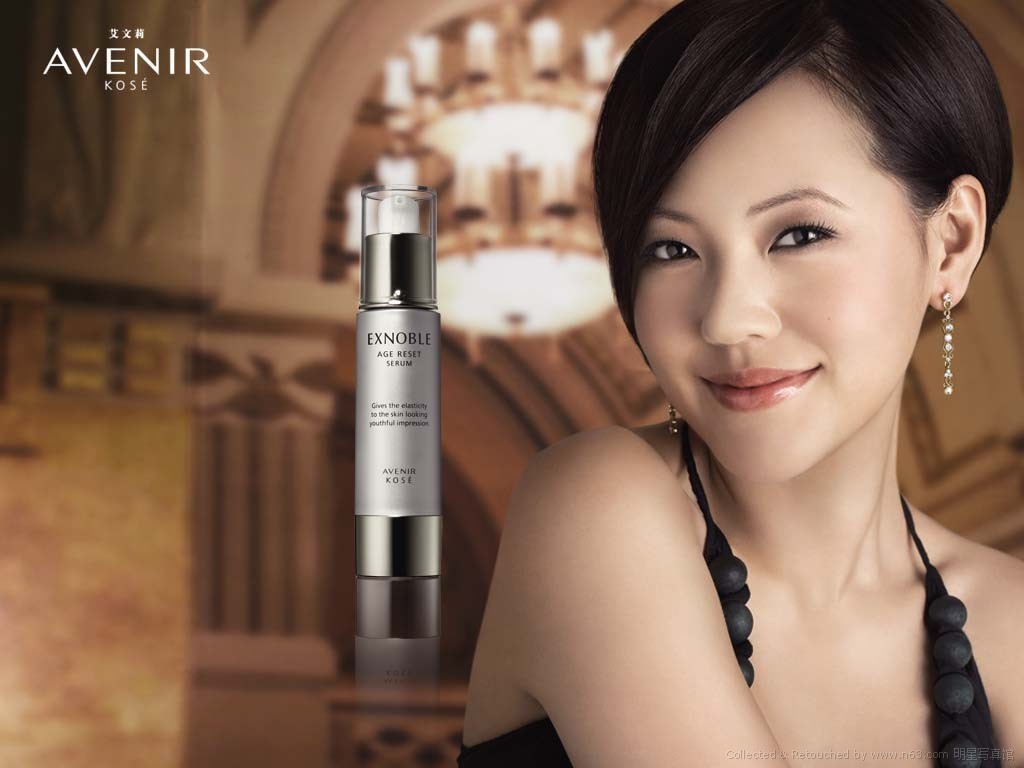 艾文莉
AVENIR
KOSÉ
EXNOBLE
AGE RESET
SERUM
Gives the elasticity
to the skin looking
youthful impression
AVENIR
KOSÉ
Collected & Retouched by www.n63.com 明星写真馆